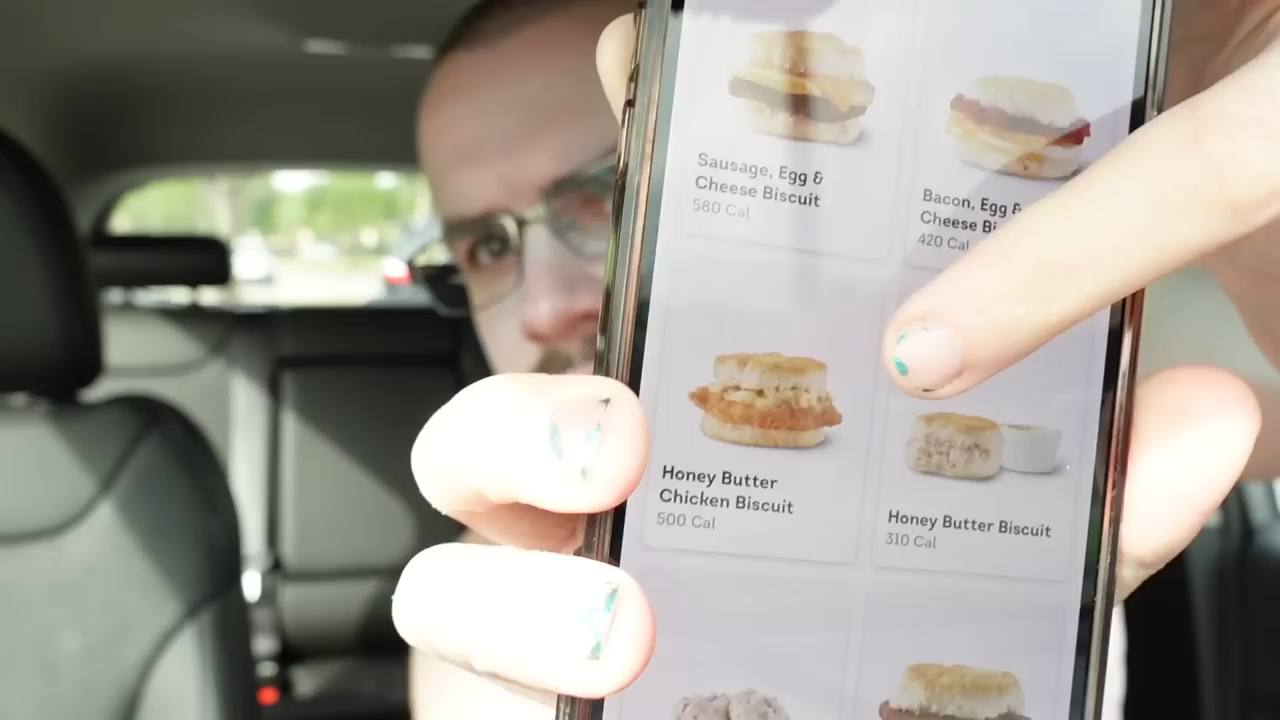 Sausage, Egg &
Cheese Biscuit
580 Cal
Bacon, Egg &
Cheese
420 Cal
Honey Butter
Chicken Biscuit
500 Cal
Honey Butter Biscuit
310 Cal